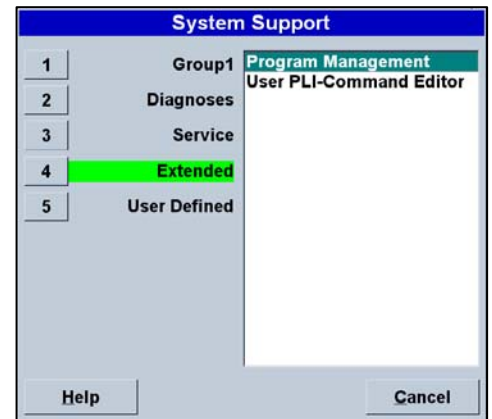 System Support
1 Group1
2 Diagnoses
3 Service
4 Extended
5 User Defined
Program Management
User PLI-Command Editor
Help
Cancel